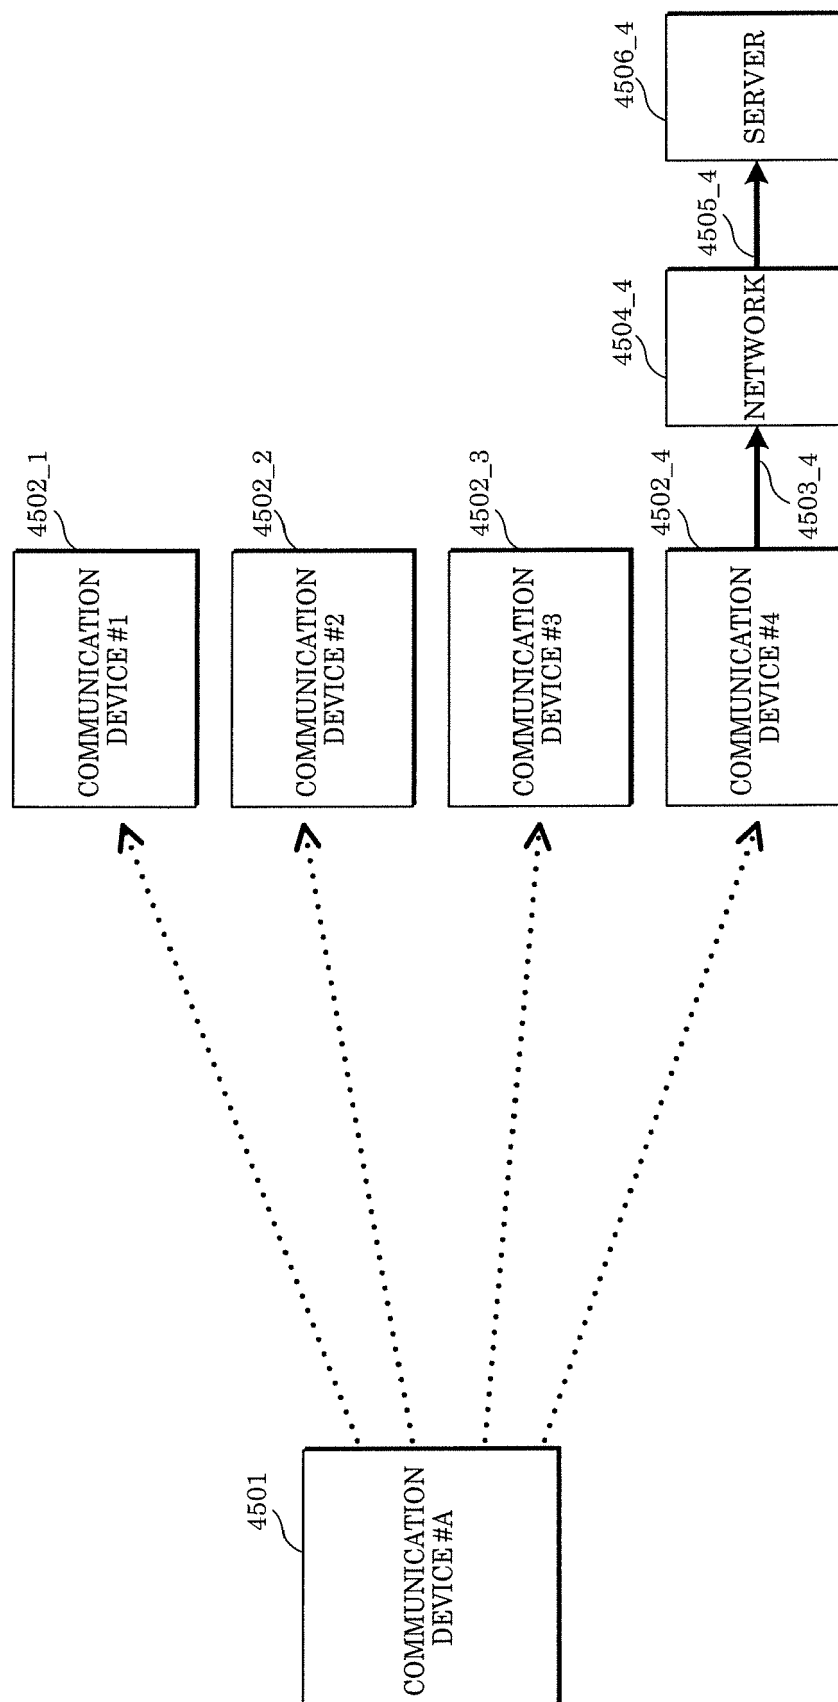 4501
COMMUNICATION
DEVICE #A
4502_1
COMMUNICATION
DEVICE #1
4502_2
COMMUNICATION
DEVICE #2
4502_3
COMMUNICATION
DEVICE #3
4502_4
COMMUNICATION
DEVICE #4
4503_4
4504_4
NETWORK
4505_4
4506_4
SERVER